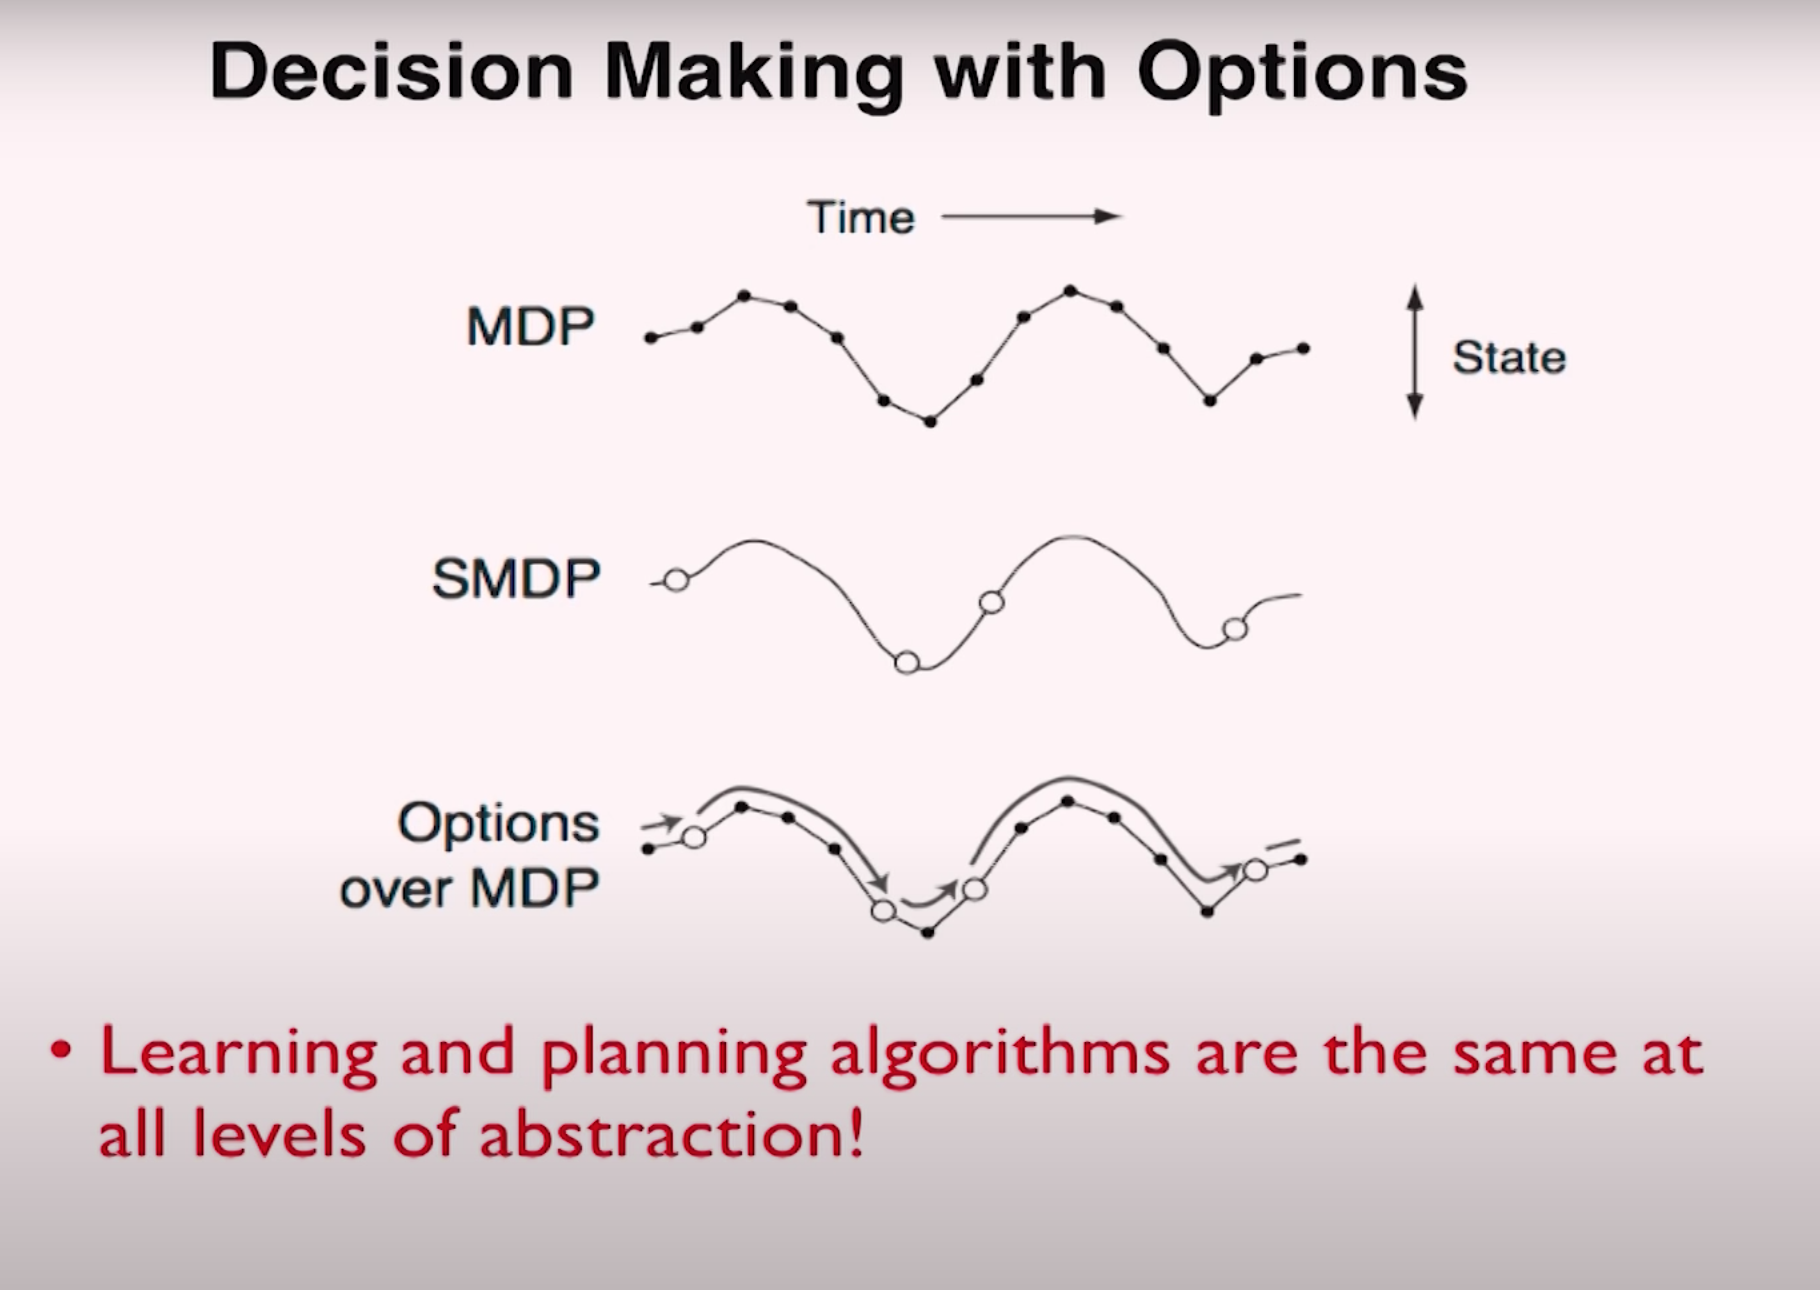 Decision Making with Options
Time
MDP
State
SMDP
Options
over MDP
• Learning and planning algorithms are the same at
all levels of abstraction!